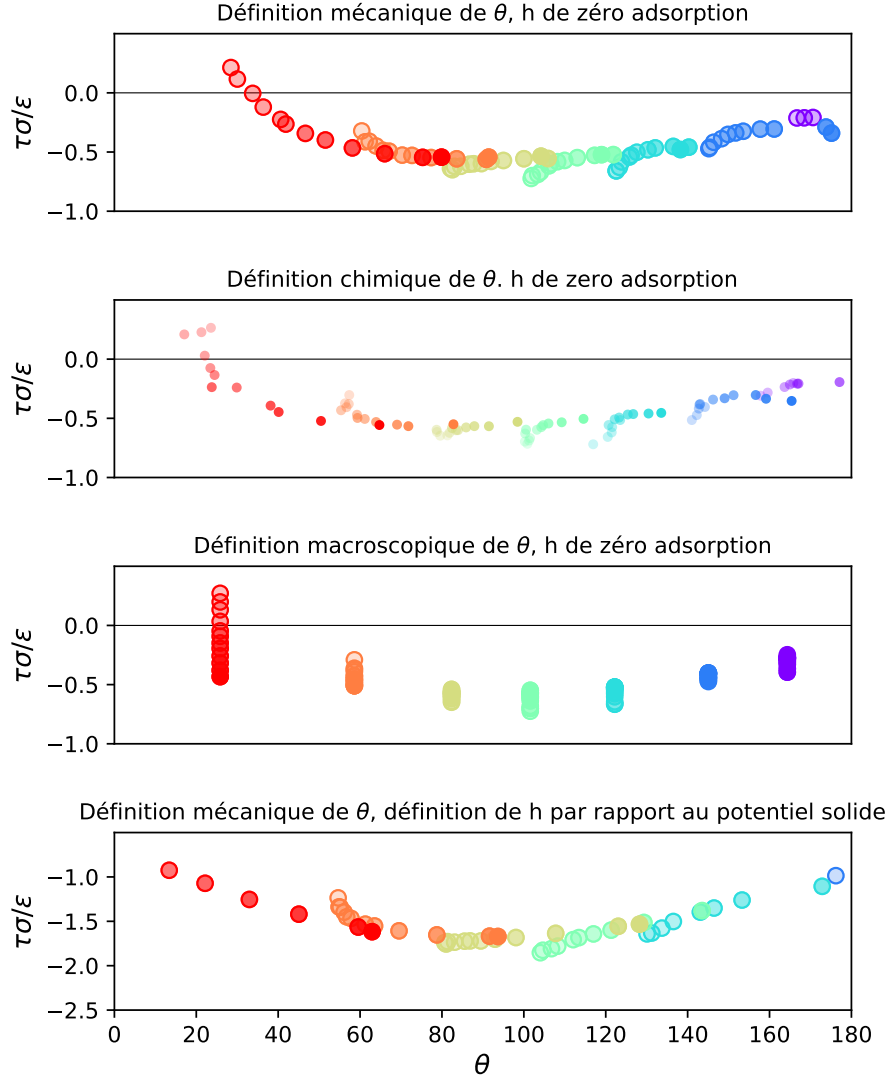 Définition mécanique de θ, h de zéro adsorption
0.0
−0.5
−1.0
τσ/ε
Définition chimique de θ. h de zero adsorption
0.0
−0.5
−1.0
τσ/ε
Définition macroscopique de θ, h de zéro adsorption
0.0
−0.5
−1.0
τσ/ε
Définition mécanique de θ, définition de h par rapport au potentiel solide
−1.0
−1.5
−2.0
−2.5
τσ/ε
0 20 40 60 80 100 120 140 160 180
θ